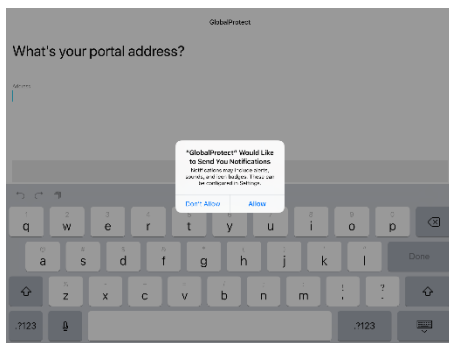 GlobalProtect
What's your portal address?
Address
"GlobalProtect" Would Like
to Send You Notifications
Notifications may include alerts,
sounds, and icon badges. These can
be configured in Settings.
Don't Allow Allow
q w e r t y u i o p
a s d f g h j k l Done
z x c v b n m ! , ? .
.?123 .?123